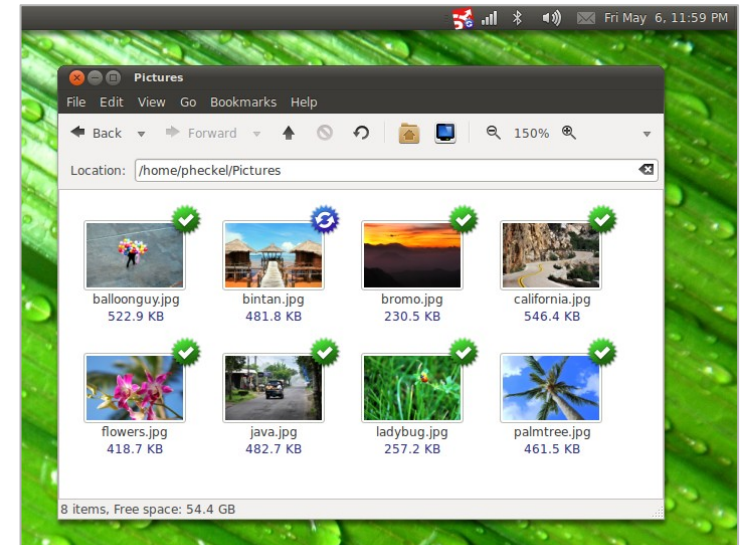 Fri May 6, 11:59 PM
Pictures
File Edit View Go Bookmarks Help
Back Forward 150%
Location: /home/pheckel/Pictures
balloonguy.jpg bintan.jpg bromo.jpg california.jpg
522.9 KB 481.8 KB 230.5 KB 546.4 KB
flowers.jpg java.jpg ladybug.jpg palmtree.jpg
418.7 KB 482.7 KB 257.2 KB 461.5 KB
8 items, Free space: 54.4 GB